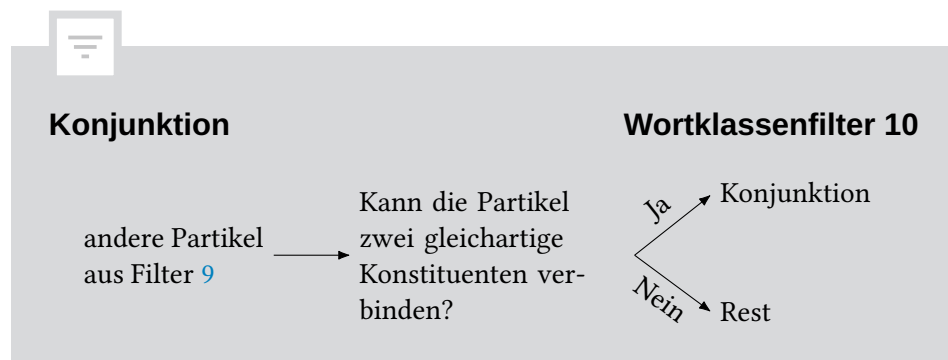 Konjunktion
Wortklassenfilter 10
andere Partikel
aus Filter 9
Kann die Partikel
zwei gleichartige
Konstituenten ver-
binden?
Ja
Konjunktion
Nein
Rest